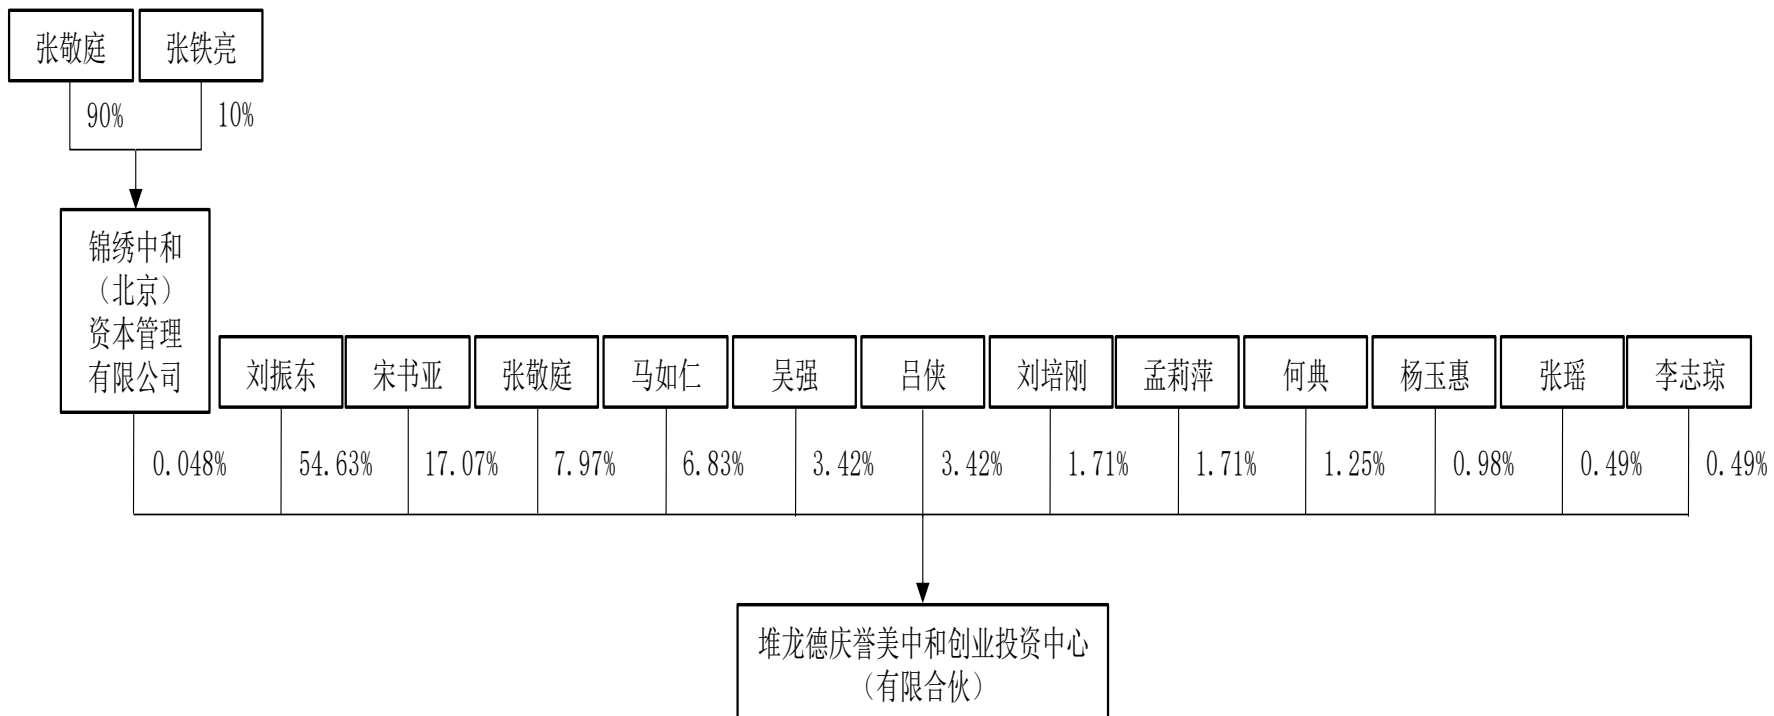 张敬庭
张铁亮
90%
10%
锦绣中和
（北京）
资本管理
有限公司
刘振东
宋书亚
张敬庭
马如仁
吴强
吕侠
刘培刚
孟莉萍
何典
杨玉惠
张瑶
李志琼
0.048%
54.63%
17.07%
7.97%
6.83%
3.42%
3.42%
1.71%
1.71%
1.25%
0.98%
0.49%
0.49%
堆龙德庆誉美中和创业投资中心
（有限合伙）